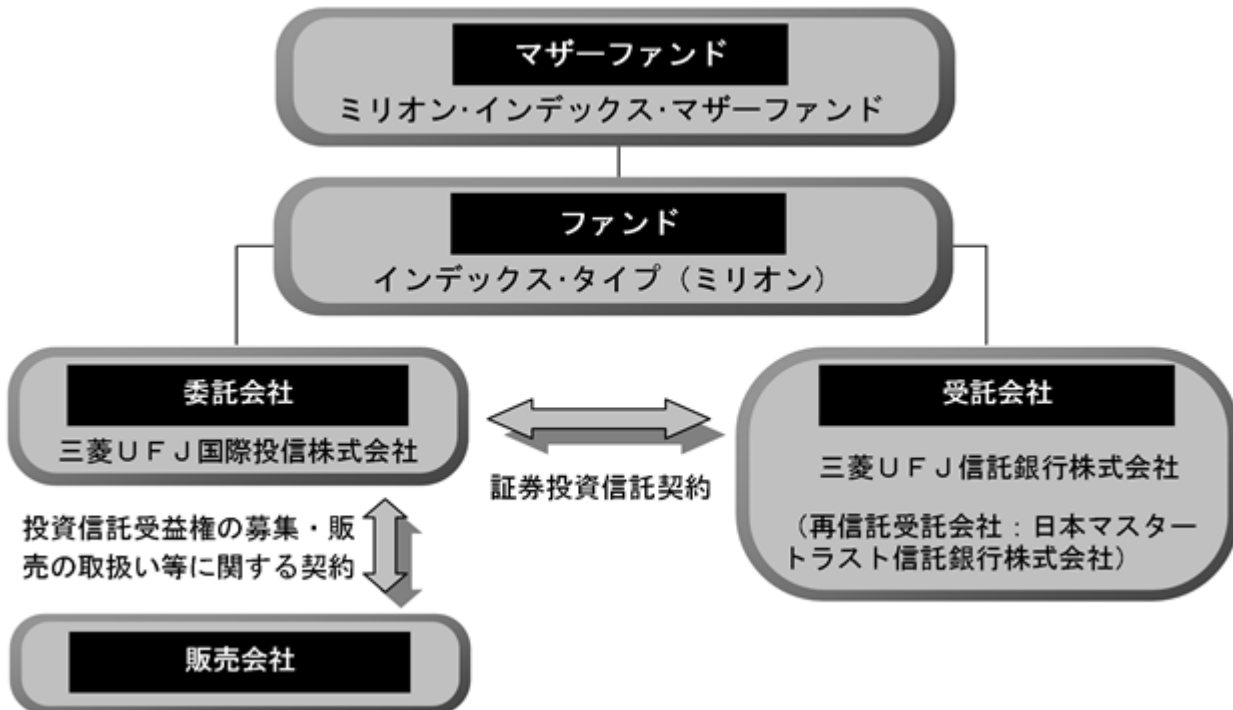 マザーファンド
ミリオン・インデックス・マザーファンド
ファンド
インデックス・タイプ（ミリオン）
委託会社
三菱ＵＦＪ国際投信株式会社
証券投資信託契約
受託会社
三菱ＵＦＪ信託銀行株式会社
（再信託受託会社：日本マスター
トラスト信託銀行株式会社）
投資信託受益権の募集・販
売の取扱い等に関する契約
販売会社